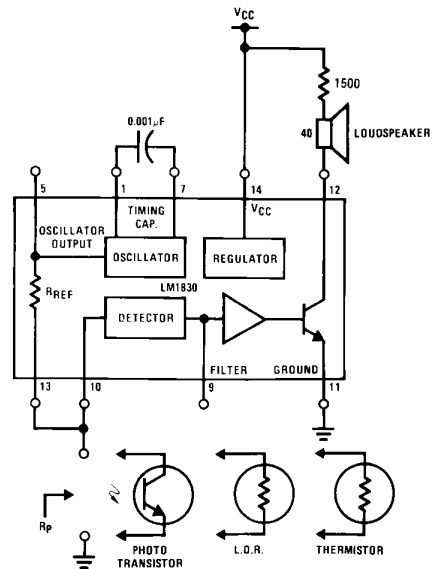 VCC
1500
0.001μF
40
LOUDSPEAKER
5
1
7
14
12
TIMING
CAP.
VCC
OSCILLATOR
OUTPUT
OSCILLATOR
REGULATOR
LM1830
RREF
DETECTOR
FILTER
GROUND
13
10
9
11
RP
PHOTO
TRANSISTOR
L.D.R.
THERMISTOR